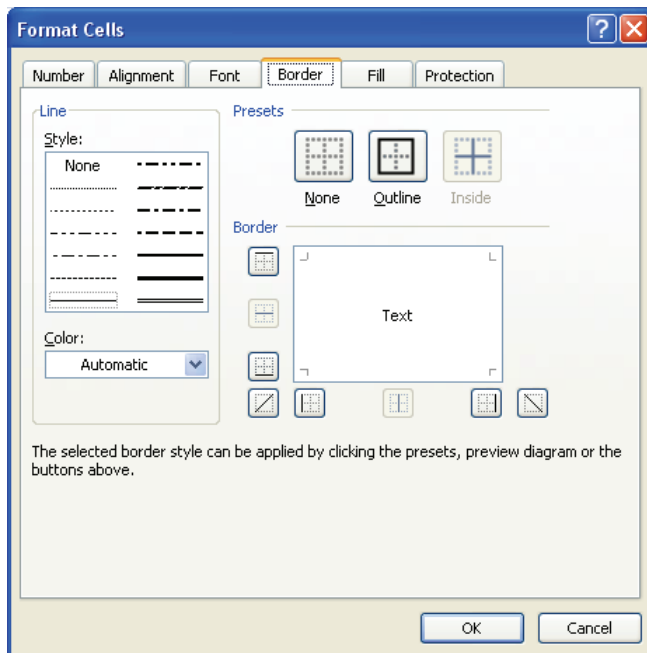 Format Cells
Number Alignment Font Border Fill Protection
Line
Style:
None
Color:
Automatic
Presets
None Outline Inside
Border
Text
The selected border style can be applied by clicking the presets, preview diagram or the
buttons above.
OK Cancel